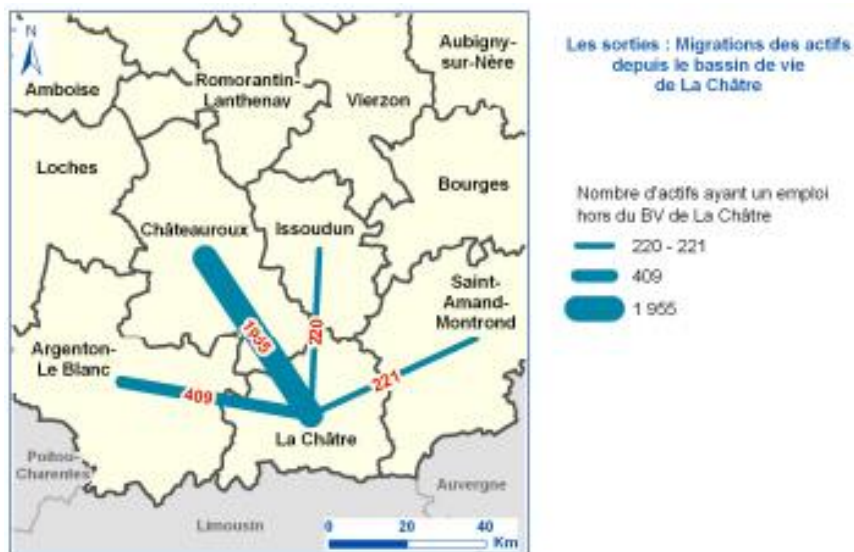 N
Aubigny-
sur-Nère
Amboise
Romorantin-
Lanthenay
Vierzon
Loches
Bourges
Châteauroux
Issoudun
Saint-
Amand-
Montrond
1955
220
Argenton-
Le Blanc
409
221
La Châtre
Poitou-
Charentes
Auvergne
Limousin
0 20 40
Km
Les sorties : Migrations des actifs
depuis le bassin de vie
de La Châtre
Nombre d'actifs ayant un emploi
hors du BV de La Châtre
220 - 221
409
1 955